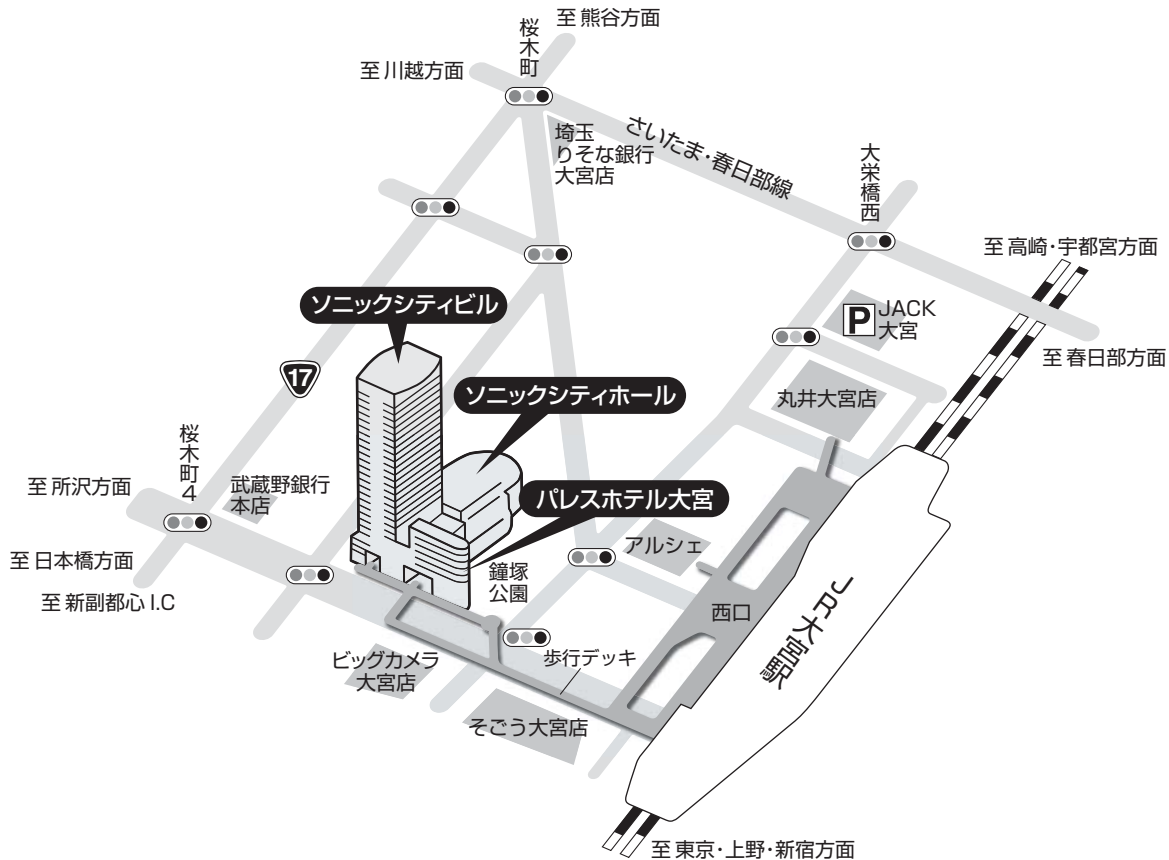 至 熊谷方面
桜木町
至 川越方面
埼玉
りそな銀行
大宮店
さいたま・春日部線
大栄橋西
至 高崎・宇都宮方面
ソニックシティビル
P
JACK
大宮
至 春日部方面
17
ソニックシティホール
丸井大宮店
桜木町4
至 所沢方面
武蔵野銀行
本店
パレスホテル大宮
至 日本橋方面
アルシェ
鐘塚
公園
至 新副都心 I.C
西口
JR大宮駅
ビッグカメラ
大宮店
歩行デッキ
そごう大宮店
至 東京・上野・新宿方面